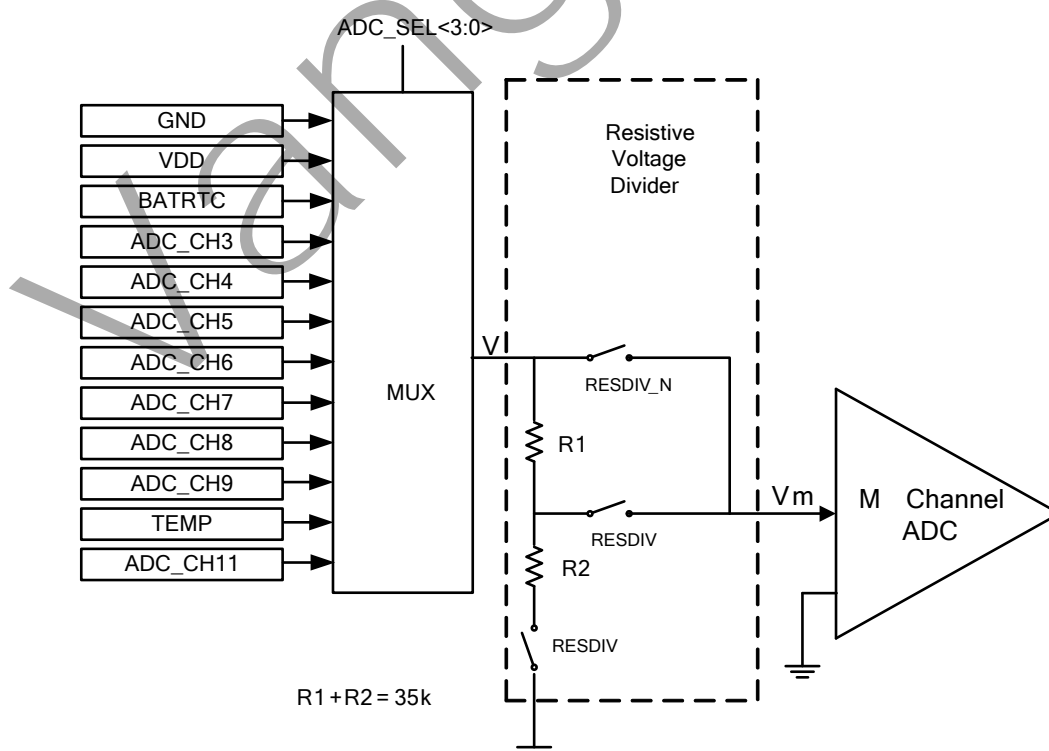 ADC_SEL<3:0>
GND
VDD
BATRTC
ADC_CH3
ADC_CH4
ADC_CH5
ADC_CH6
ADC_CH7
ADC_CH8
ADC_CH9
TEMP
ADC_CH11
MUX
Resistive
Voltage
Divider
V
RESDIV_N
R1
RESDIV
R2
RESDIV
R1+R2=35k
Vm
M Channel
ADC
Vang